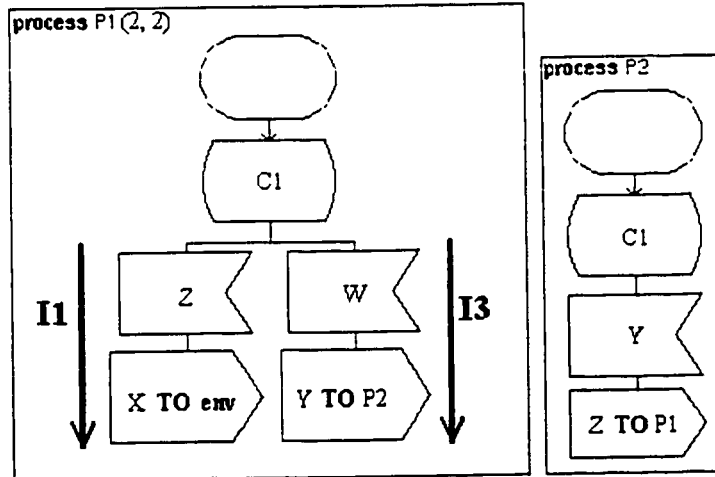 process P1(2, 2)
C1
Z
W
I1
I3
X TO env
Y TO P2
process P2
C1
Y
Z TO P1